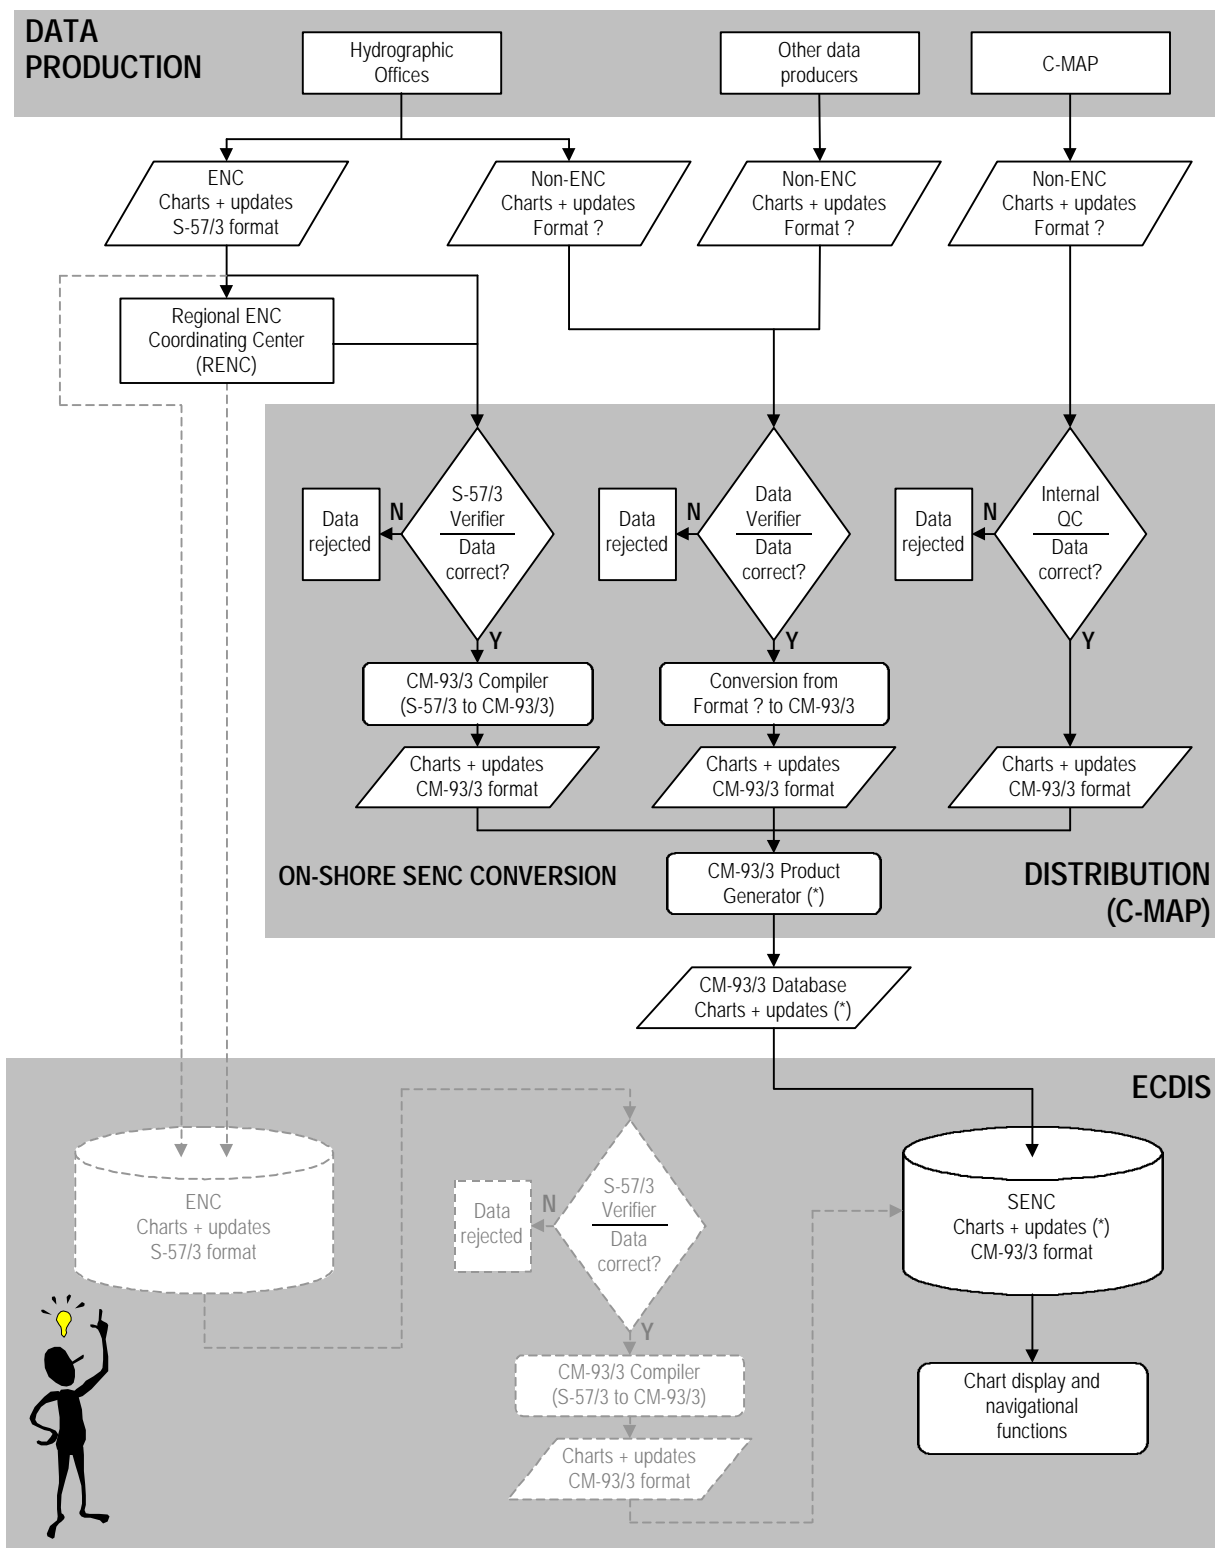 DATA
PRODUCTION
Hydrographic
Offices
Other data
producers
C-MAP
ENC
Charts + updates
S-57/3 format
Non-ENC
Charts + updates
Format ?
Non-ENC
Charts + updates
Format ?
Non-ENC
Charts + updates
Format ?
Regional ENC
Coordinating Center
(RENC)
Data
rejected
N
S-57/3
Verifier
Data
correct?
Y
Data
rejected
N
Data
Verifier
Data
correct?
Y
Data
rejected
N
Internal
QC
Data
correct?
Y
CM-93/3 Compiler
(S-57/3 to CM-93/3)
Conversion from
Format ? to CM-93/3
Charts + updates
CM-93/3 format
Charts + updates
CM-93/3 format
Charts + updates
CM-93/3 format
ON-SHORE SENC CONVERSION
CM-93/3 Product
Generator (*)
DISTRIBUTION
(C-MAP)
CM-93/3 Database
Charts + updates (*)
ECDIS
ENC
Charts + updates
S-57/3 format
Data
rejected
N
S-57/3
Verifier
Data
correct?
Y
SENC
Charts + updates (*)
CM-93/3 format
CM-93/3 Compiler
(S-57/3 to CM-93/3)
Charts + updates
CM-93/3 format
Chart display and
navigational
functions